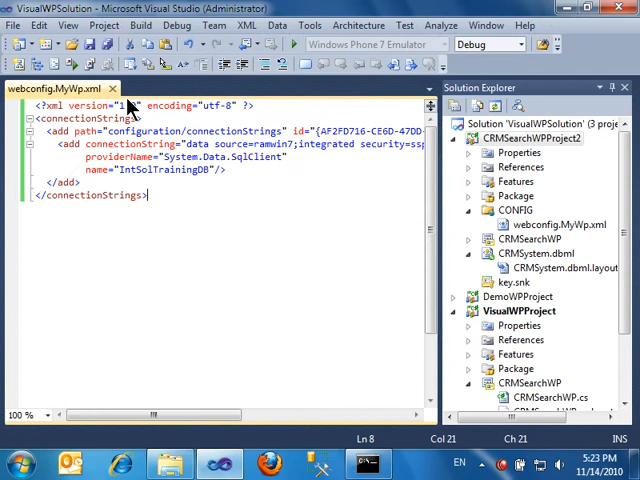 VisualWPSolution - Microsoft Visual Studio (Administrator)
File Edit View Project Build Debug Team XML Data Tools Architecture Test Analyze Window
Help
Windows Phone 7 Emulator Debug
webconfig.MyWp.xml
<?xml version="1.0" encoding="utf-8" ?>
<connectionStrings>
<add path="configuration/connectionStrings" id="{AF2FD716-CE6D-47DD-
<add connectionString="data source=ramwin7;integrated security=ssp
providerName="System.Data.SqlClient"
name="IntSolTrainingDB"/>
</add>
</connectionStrings>
100 %
Solution Explorer
Solution 'VisualWPSolution' (3 proje
CRMSearchWPProject2
Properties
References
Features
Package
CONFIG
webconfig.MyWp.xml
CRMSearchWP
CRMSystem.dbml
CRMSystem.dbml.layout
key.snk
DemoWPProject
VisualWPProject
Properties
References
Features
Package
CRMSearchWP
CRMSearchWP.cs
Ln 8 Col 21 Ch 21 INS
EN
5:23 PM
11/14/2010